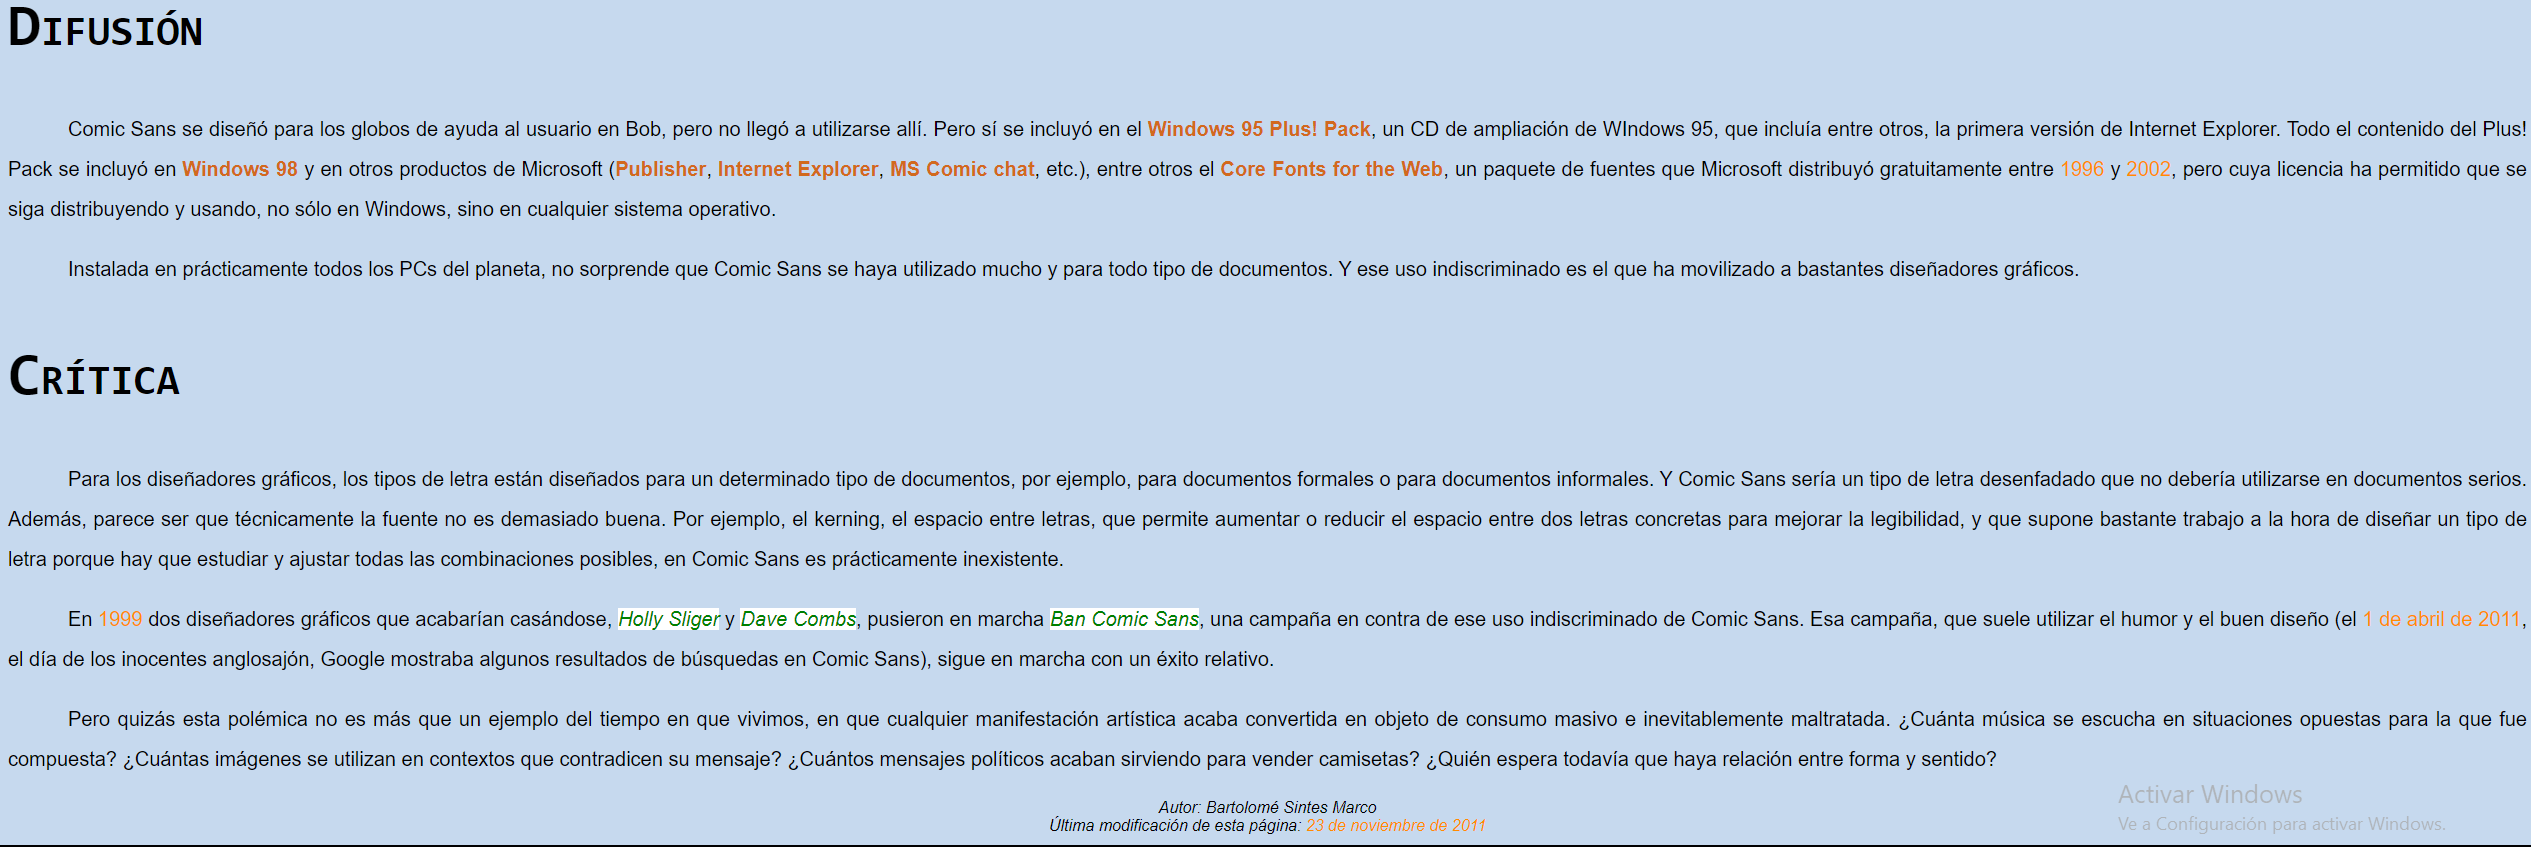 Difusión
Comic Sans se diseñó para los globos de ayuda al usuario en Bob, pero no llegó a utilizarse allí. Pero sí se incluyó en el Windows 95 Plus! Pack, un CD de ampliación de WIndows 95, que incluía entre otros, la primera versión de Internet Explorer. Todo el contenido del Plus!
Pack se incluyó en Windows 98 y en otros productos de Microsoft (Publisher, Internet Explorer, MS Comic chat, etc.), entre otros el Core Fonts for the Web, un paquete de fuentes que Microsoft distribuyó gratuitamente entre 1996 y 2002, pero cuya licencia ha permitido que se
siga distribuyendo y usando, no sólo en Windows, sino en cualquier sistema operativo.
Instalada en prácticamente todos los PCs del planeta, no sorprende que Comic Sans se haya utilizado mucho y para todo tipo de documentos. Y ese uso indiscriminado es el que ha movilizado a bastantes diseñadores gráficos.
Crítica
Para los diseñadores gráficos, los tipos de letra están diseñados para un determinado tipo de documentos, por ejemplo, para documentos formales o para documentos informales. Y Comic Sans sería un tipo de letra desenfadado que no debería utilizarse en documentos serios.
Además, parece ser que técnicamente la fuente no es demasiado buena. Por ejemplo, el kerning, el espacio entre letras, que permite aumentar o reducir el espacio entre dos letras concretas para mejorar la legibilidad, y que supone bastante trabajo a la hora de diseñar un tipo de
letra porque hay que estudiar y ajustar todas las combinaciones posibles, en Comic Sans es prácticamente inexistente.
En 1999 dos diseñadores gráficos que acabarían casándose, Holly Sliger y Dave Combs, pusieron en marcha Ban Comic Sans, una campaña en contra de ese uso indiscriminado de Comic Sans. Esa campaña, que suele utilizar el humor y el buen diseño (el 1 de abril de 2011,
el día de los inocentes anglosajón, Google mostraba algunos resultados de búsquedas en Comic Sans), sigue en marcha con un éxito relativo.
Pero quizás esta polémica no es más que un ejemplo del tiempo en que vivimos, en que cualquier manifestación artística acaba convertida en objeto de consumo masivo e inevitablemente maltratada. ¿Cuánta música se escucha en situaciones opuestas para la que fue
compuesta? ¿Cuántas imágenes se utilizan en contextos que contradicen su mensaje? ¿Cuántos mensajes políticos acaban sirviendo para vender camisetas? ¿Quién espera todavía que haya relación entre forma y sentido?
Autor: Bartolomé Sintes Marco
Última modificación de esta página: 23 de noviembre de 2011
Activar Windows
Ve a Configuración para activar Windows.